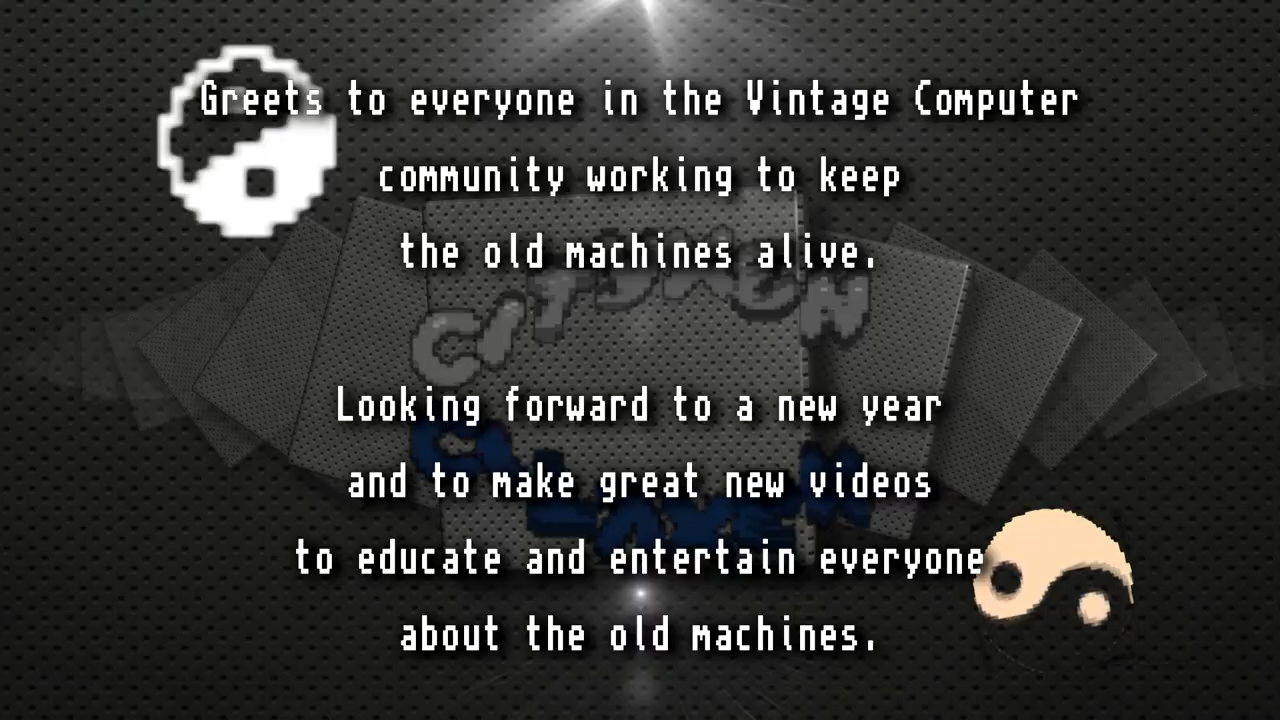 Greets to everyone in the Vintage Computer
community working to keep
the old machines alive.
Looking forward to a new year
and to make great new videos
to educate and entertain everyone
about the old machines.